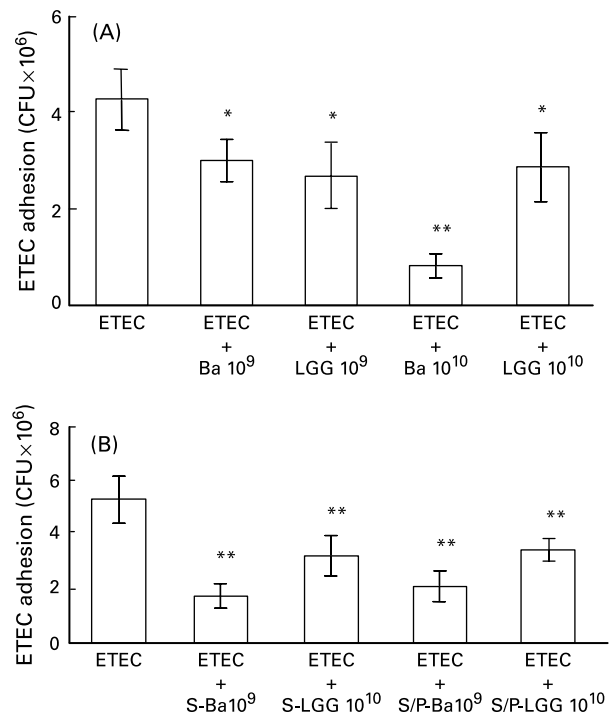 (A)
ETEC adhesion (CFU×10⁶)
6
4
2
0
*
*
**
*
ETEC
ETEC + Ba 10⁹
ETEC + LGG 10⁹
ETEC + Ba 10¹⁰
ETEC + LGG 10¹⁰
(B)
ETEC adhesion (CFU×10⁶)
8
6
4
2
0
**
**
**
**
ETEC
ETEC + S-Ba10⁹
ETEC + S-LGG 10¹⁰
ETEC + S/P-Ba10⁹
ETEC + S/P-LGG 10¹⁰